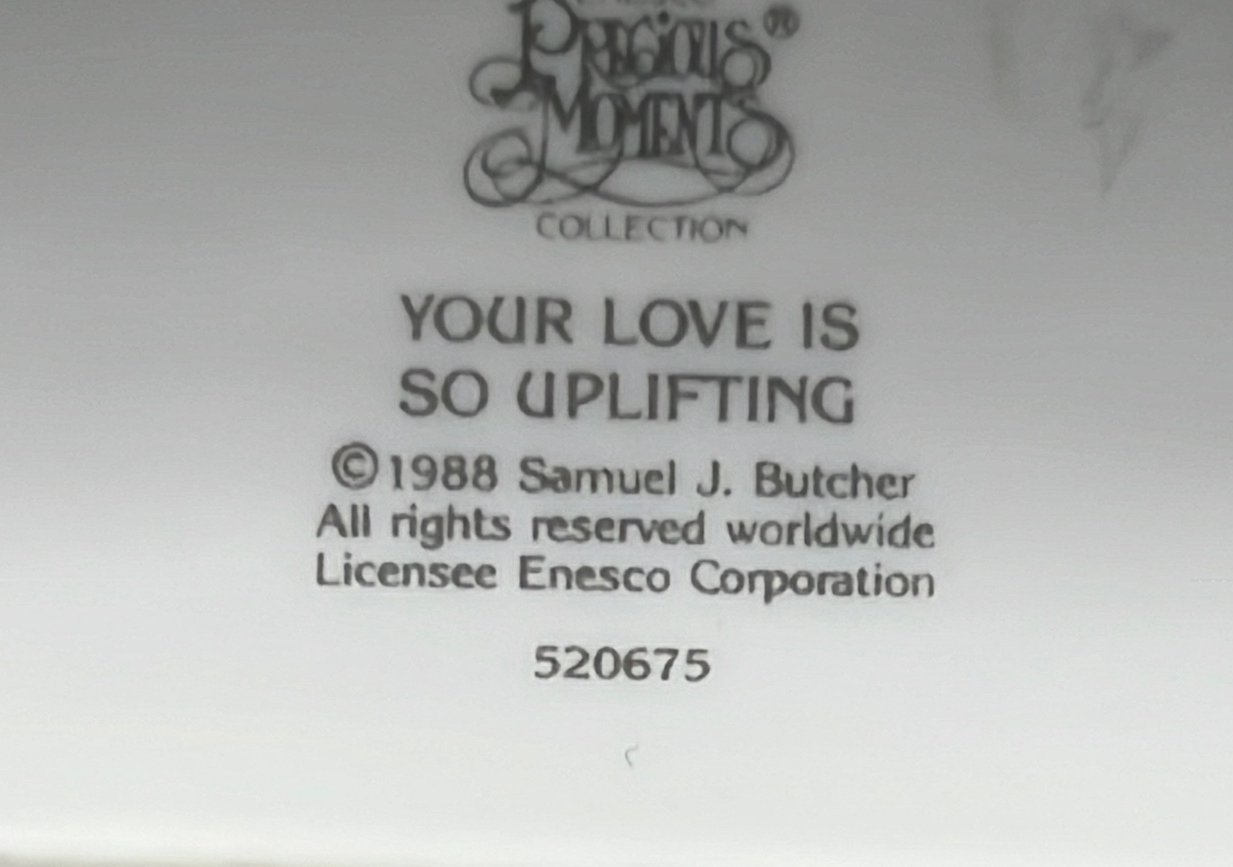 PRECIOUS®
MOMENTS
COLLECTION
YOUR LOVE IS
SO UPLIFTING
©1988 Samuel J. Butcher
All rights reserved worldwide
Licensee Enesco Corporation
520675